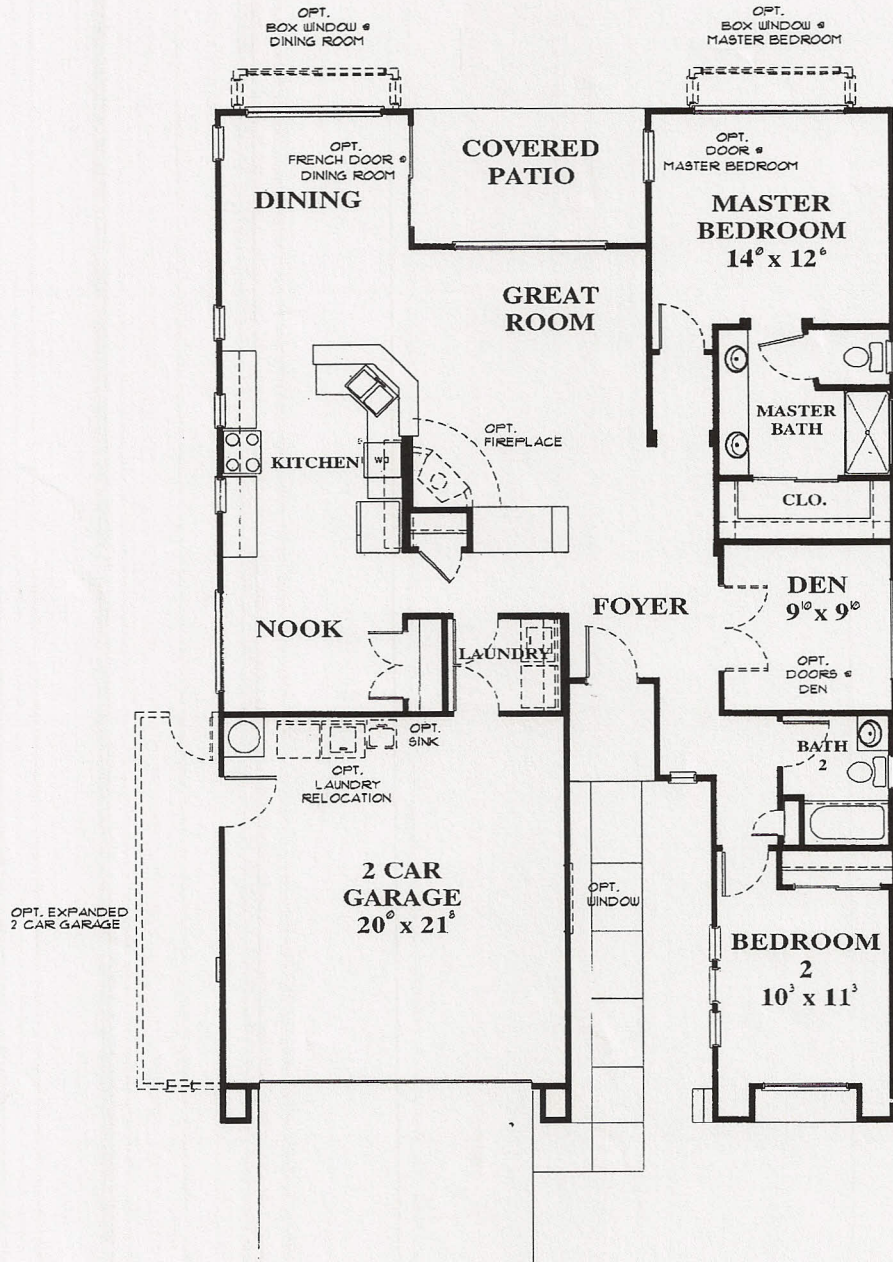 OPT.
BOX WINDOW @
DINING ROOM
OPT.
BOX WINDOW @
MASTER BEDROOM
OPT.
FRENCH DOOR @
DINING ROOM
DINING
COVERED
PATIO
OPT.
DOOR @
MASTER BEDROOM
MASTER
BEDROOM
14⁰ x 12⁶
GREAT
ROOM
MASTER
BATH
OPT.
FIREPLACE
KITCHEN
CLO.
DEN
9¹⁰ x 9¹⁰
OPT.
DOORS @
DEN
FOYER
NOOK
LAUNDRY
OPT.
SINK
OPT.
LAUNDRY
RELOCATION
BATH
2
2 CAR
GARAGE
20⁰ x 21⁸
OPT.
WINDOW
OPT. EXPANDED
2 CAR GARAGE
BEDROOM
2
10³ x 11³